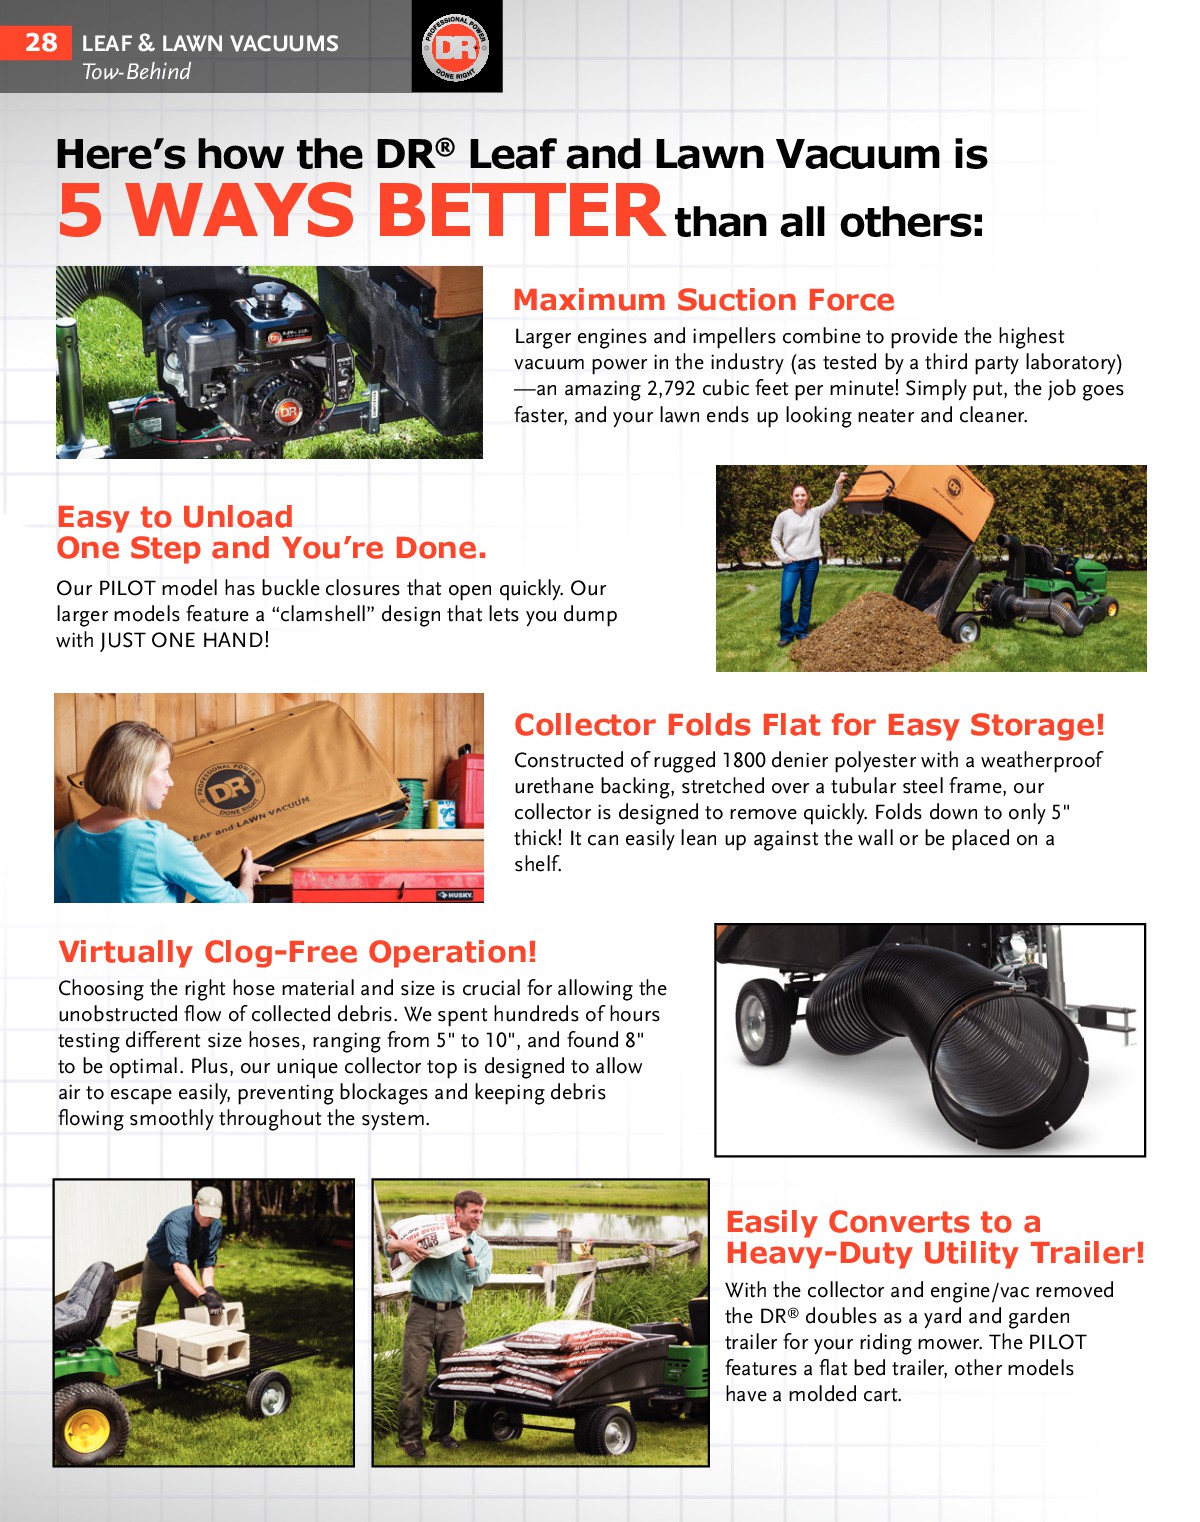 28
LEAF & LAWN VACUUMS
Tow-Behind
PROFESSIONAL POWER
DR
DONE RIGHT
Here's how the DR® Leaf and Lawn Vacuum is
5 WAYS BETTER than all others:
DR
Maximum Suction Force
Larger engines and impellers combine to provide the highest
vacuum power in the industry (as tested by a third party laboratory)
—an amazing 2,792 cubic feet per minute! Simply put, the job goes
faster, and your lawn ends up looking neater and cleaner.
Easy to Unload
One Step and You're Done.
Our PILOT model has buckle closures that open quickly. Our
larger models feature a “clamshell” design that lets you dump
with JUST ONE HAND!
DR
PROFESSIONAL POWER
DR
DONE RIGHT
LEAF and LAWN VACUUM
HUSKY
Collector Folds Flat for Easy Storage!
Constructed of rugged 1800 denier polyester with a weatherproof
urethane backing, stretched over a tubular steel frame, our
collector is designed to remove quickly. Folds down to only 5"
thick! It can easily lean up against the wall or be placed on a
shelf.
Virtually Clog-Free Operation!
Choosing the right hose material and size is crucial for allowing the
unobstructed flow of collected debris. We spent hundreds of hours
testing different size hoses, ranging from 5" to 10", and found 8"
to be optimal. Plus, our unique collector top is designed to allow
air to escape easily, preventing blockages and keeping debris
flowing smoothly throughout the system.
Easily Converts to a
Heavy-Duty Utility Trailer!
With the collector and engine/vac removed
the DR® doubles as a yard and garden
trailer for your riding mower. The PILOT
features a flat bed trailer, other models
have a molded cart.